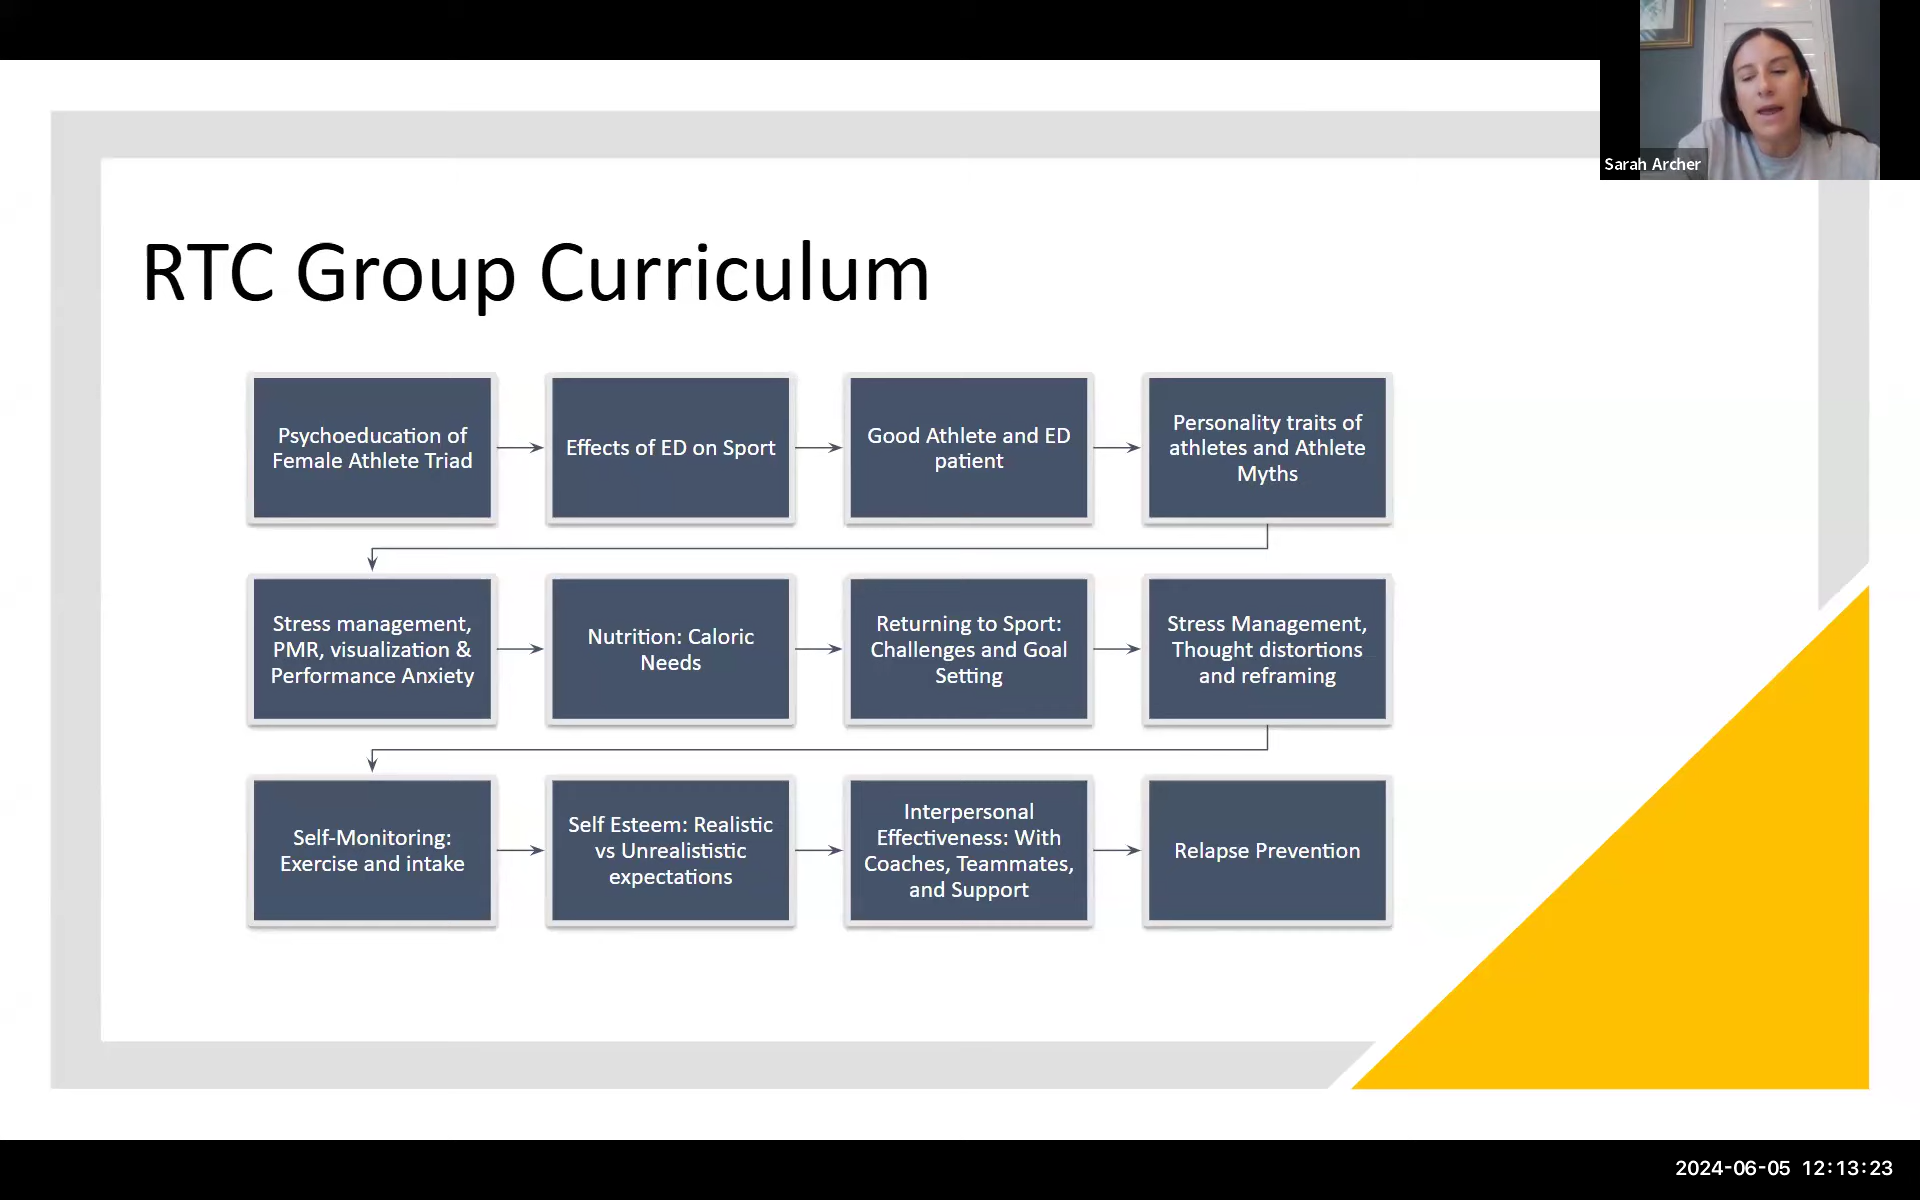 Sarah Archer
RTC Group Curriculum
Psychoeducation of
Female Athlete Triad
Effects of ED on Sport
Good Athlete and ED
patient
Personality traits of
athletes and Athlete
Myths
Stress management,
PMR, visualization &
Performance Anxiety
Nutrition: Caloric
Needs
Returning to Sport:
Challenges and Goal
Setting
Stress Management,
Thought distortions
and reframing
Self-Monitoring:
Exercise and intake
Self Esteem: Realistic
vs Unrealististic
expectations
Interpersonal
Effectiveness: With
Coaches, Teammates,
and Support
Relapse Prevention
2024-06-05 12:13:23